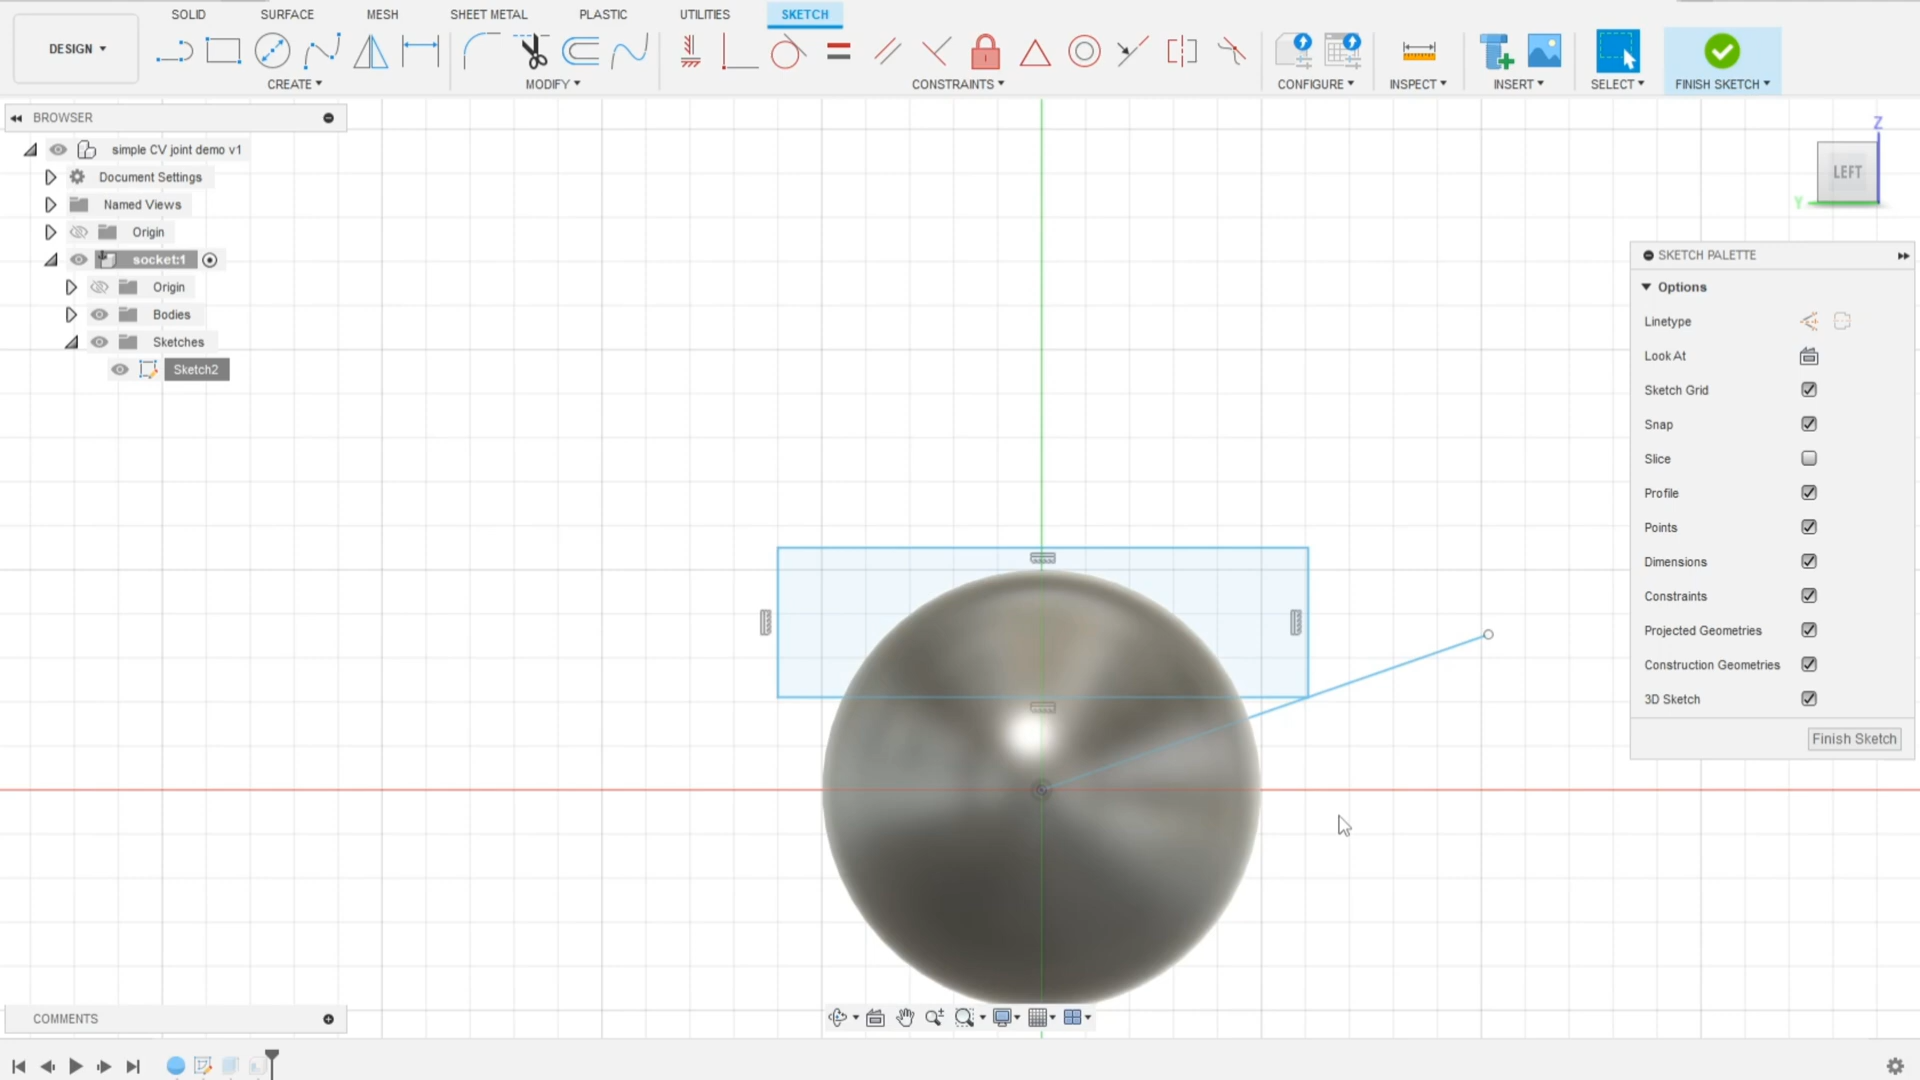 SOLID SURFACE MESH SHEET METAL PLASTIC UTILITIES SKETCH
DESIGN
CREATE MODIFY CONSTRAINTS CONFIGURE INSPECT INSERT SELECT FINISH SKETCH
BROWSER
simple CV joint demo v1
Document Settings
Named Views
Origin
socket:1
Origin
Bodies
Sketches
Sketch2
Z
LEFT
Y
SKETCH PALETTE
Options
Linetype
Look At
Sketch Grid
Snap
Slice
Profile
Points
Dimensions
Constraints
Projected Geometries
Construction Geometries
3D Sketch
Finish Sketch
COMMENTS